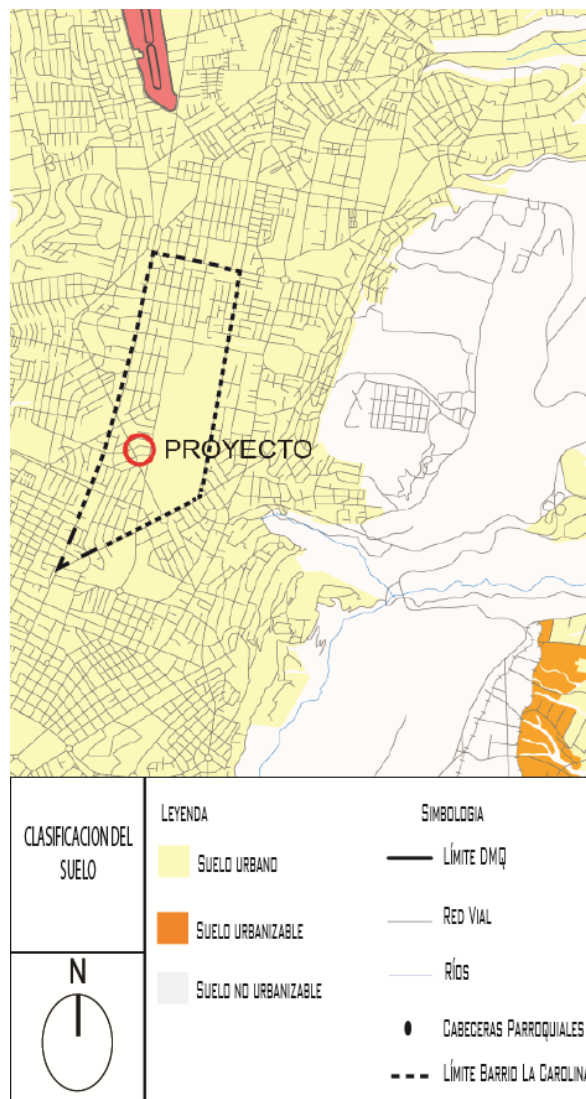 PROYECTO
CLASIFICACION DEL
SUELO
N
LEYENDA
SUELO URBANO
SUELO URBANIZABLE
SUELO NO URBANIZABLE
SIMBOLOGIA
LÍMITE DMQ
RED VIAL
RÍOS
CABECERAS PARROQUIALES
LÍMITE BARRIO LA CAROLINA